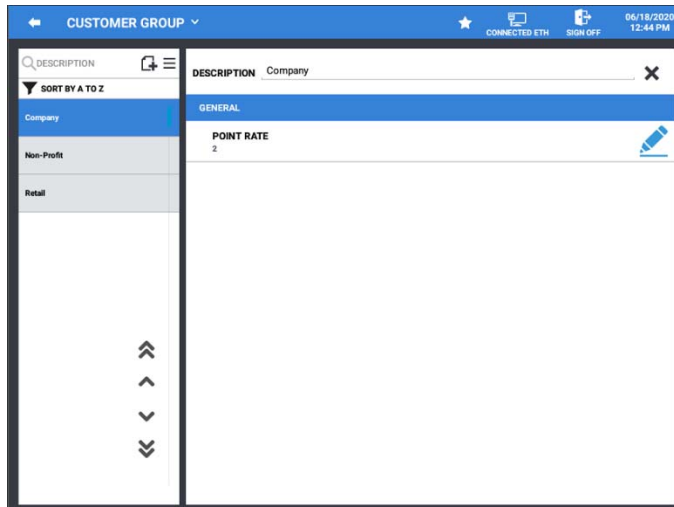 CUSTOMER GROUP
CONNECTED ETH
SIGN OFF
06/18/2020
12:44 PM
DESCRIPTION
SORT BY A TO Z
Company
Non-Profit
Retail
DESCRIPTION Company
GENERAL
POINT RATE
2